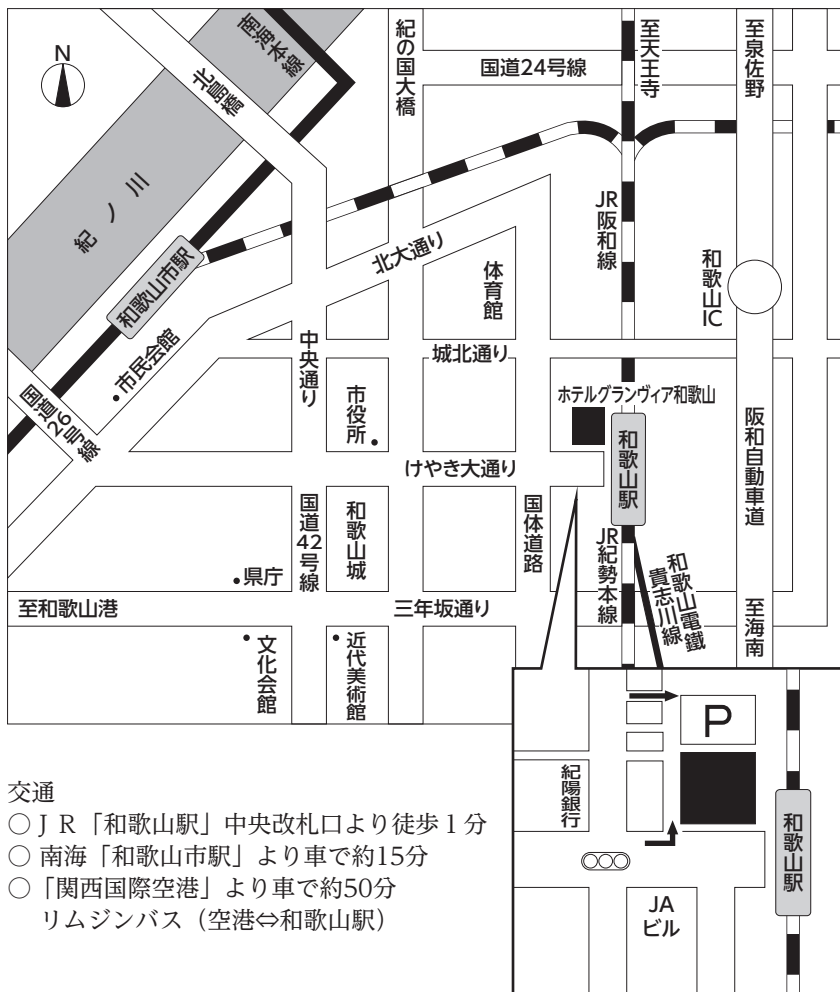 N
南海本線
北島橋
紀の国大橋
国道24号線
至天王寺
至泉佐野
紀ノ川
和歌山市駅
北大通り
体育館
JR阪和線
和歌山IC
市民会館
中央通り
城北通り
国道26号線
市役所
ホテルグランヴィア和歌山
けやき大通り
和歌山駅
阪和自動車道
国道42号線
和歌山城
国体道路
県庁
JR紀勢本線
和歌山電鐵
貴志川線
至和歌山港
三年坂通り
至海南
文化会館
近代美術館
P
紀陽銀行
和歌山駅
JA
ビル
交通
○ＪＲ「和歌山駅」中央改札口より徒歩１分
○ 南海「和歌山市駅」より車で約15分
○「関西国際空港」より車で約50分
リムジンバス（空港⇔和歌山駅）